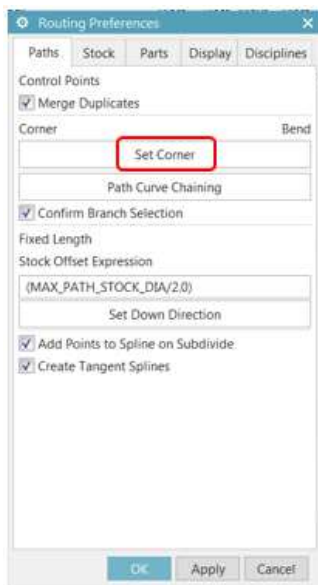 Routing Preferences
Paths Stock Parts Display Disciplines
Control Points
Merge Duplicates
Corner Bend
Set Corner
Path Curve Chaining
Confirm Branch Selection
Fixed Length
Stock Offset Expression
(MAX_PATH_STOCK_DIA/2.0)
Set Down Direction
Add Points to Spline on Subdivide
Create Tangent Splines
OK Apply Cancel